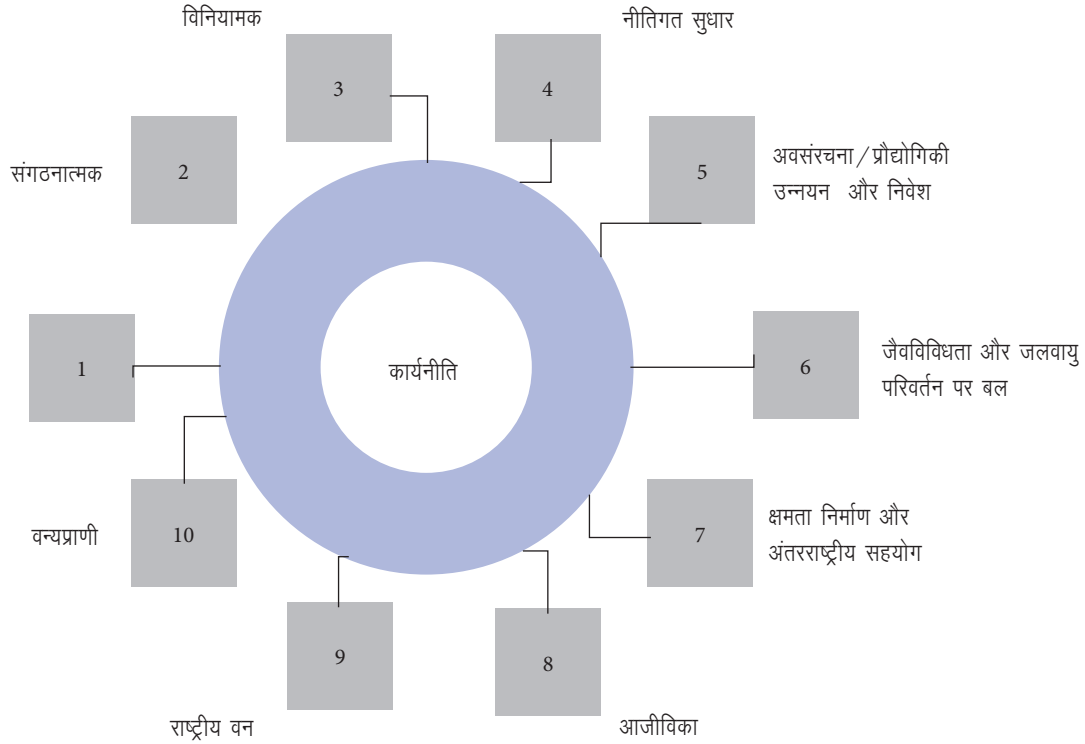 विनियामक
3
नीतिगत सुधार
4
संगठनात्मक
2
5
अवसंरचना/प्रौद्योगिकी
उन्नयन और निवेश
1
कार्यनीति
6
जैवविविधता और जलवायु
परिवर्तन पर बल
वन्यप्राणी
10
7
क्षमता निर्माण और
अंतरराष्ट्रीय सहयोग
9
राष्ट्रीय वन
8
आजीविका